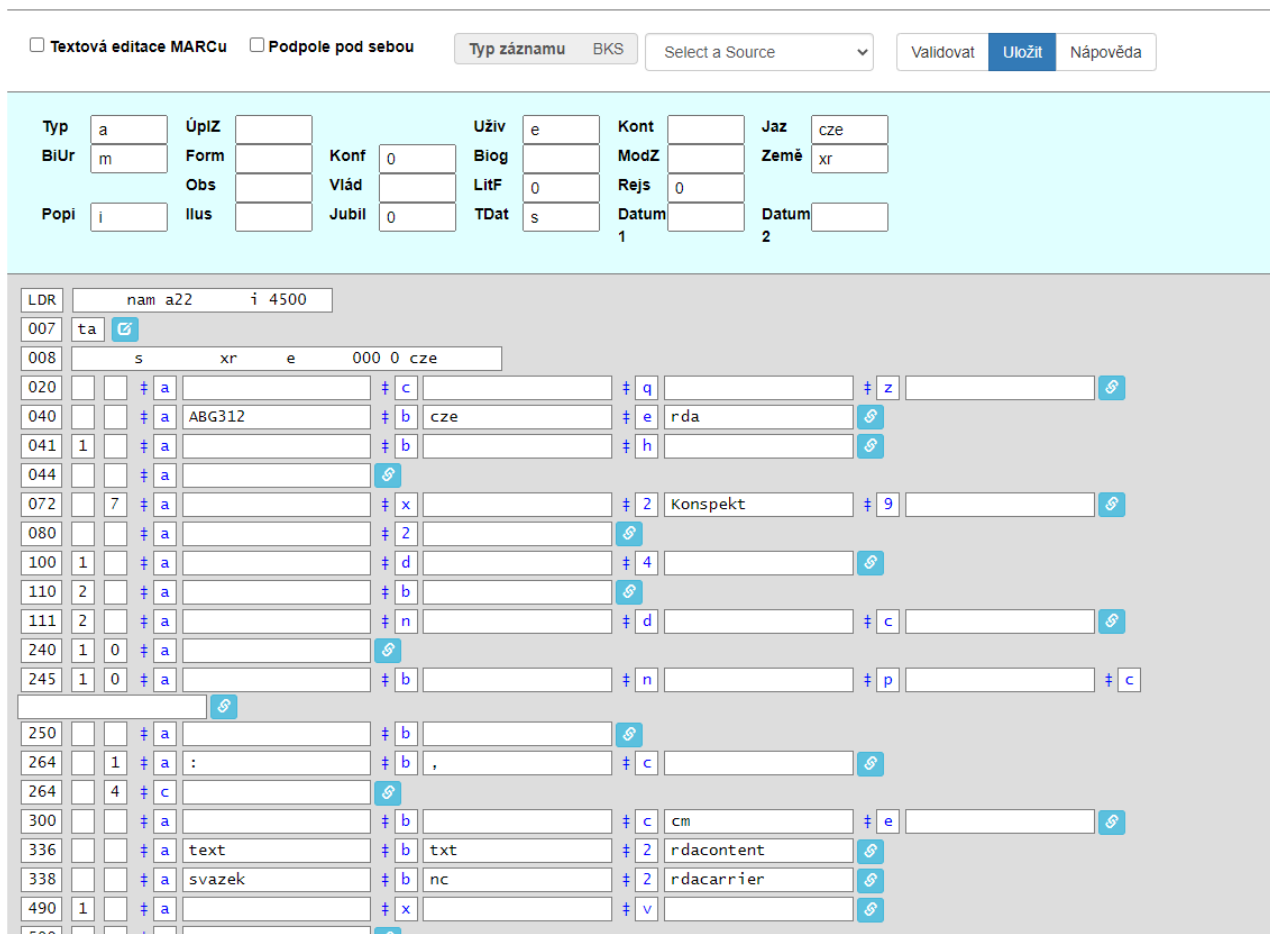 Textová editace MARCu Podpole pod sebou Typ záznamu BKS Select a Source Validovat Uložit Nápověda
Typ a ÚplZ Uživ e Kont Jaz cze
BiUr m Form Konf 0 Biog ModZ Země xr
Obs Vlád LitF 0 Rejs 0
Popi i Ilus Jubil 0 TDat s Datum 1 Datum 2
LDR nam a22 i 4500
007 ta
008 s xr e 000 0 cze
020 ‡ a ‡ c ‡ q ‡ z
040 ‡ a ABG312 ‡ b cze ‡ e rda
041 1 ‡ a ‡ b ‡ h
044 ‡ a
072 7 ‡ a ‡ x ‡ 2 Konspekt ‡ 9
080 ‡ a ‡ 2
100 1 ‡ a ‡ d ‡ 4
110 2 ‡ a ‡ b
111 2 ‡ a ‡ n ‡ d ‡ c
240 1 0 ‡ a
245 1 0 ‡ a ‡ b ‡ n ‡ p ‡ c
250 ‡ a ‡ b
264 1 ‡ a : ‡ b , ‡ c
264 4 ‡ c
300 ‡ a ‡ b ‡ c cm ‡ e
336 ‡ a text ‡ b txt ‡ 2 rdacontent
338 ‡ a svazek ‡ b nc ‡ 2 rdacarrier
490 1 ‡ a ‡ x ‡ v